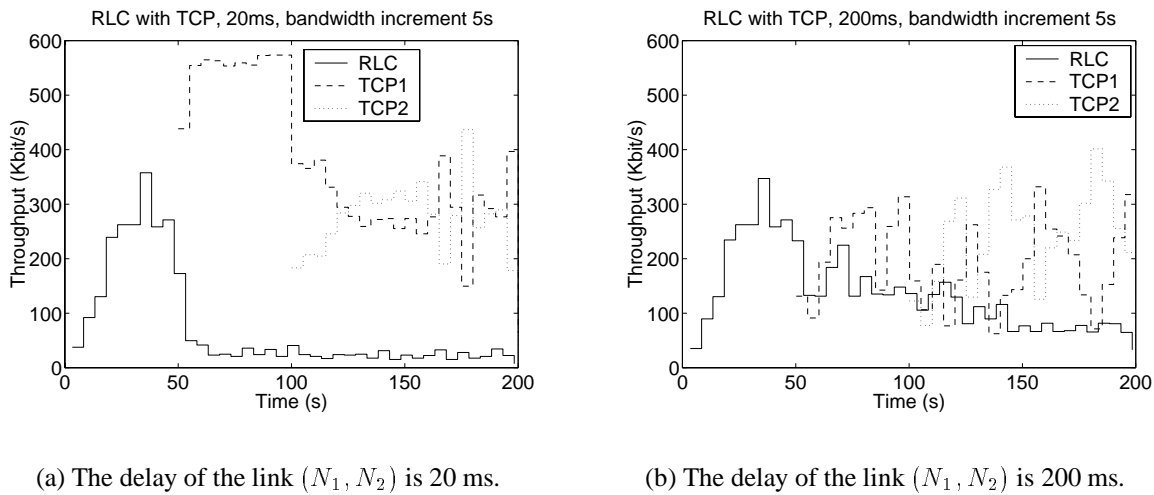 RLC with TCP, 20ms, bandwidth increment 5s
600
500
400
300
200
100
0
Throughput (Kbit/s)
RLC
TCP1
TCP2
0 50 100 150 200
Time (s)
(a) The delay of the link (N₁, N₂) is 20 ms.
RLC with TCP, 200ms, bandwidth increment 5s
600
500
400
300
200
100
0
Throughput (Kbit/s)
RLC
TCP1
TCP2
0 50 100 150 200
Time (s)
(b) The delay of the link (N₁, N₂) is 200 ms.